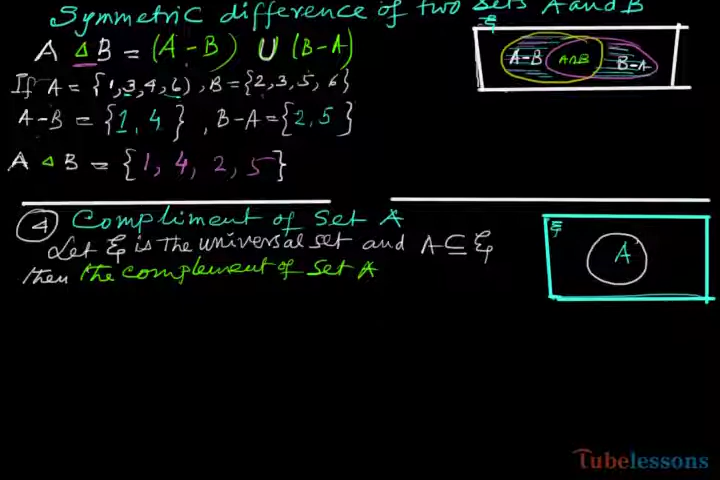 Symmetric difference of two sets A and B
A Δ B = (A - B) ∪ (B - A)
ξ
A-B A∩B B-A
If A = {1,3,4,6), B = {2,3,5,6}
A-B = {1,4}, B-A = {2,5}
A Δ B = {1, 4, 2, 5}
④ Compliment of Set A
Let ξ is the universal set and A ⊆ ξ
then the complement of set A
ξ
A
Tubelessons